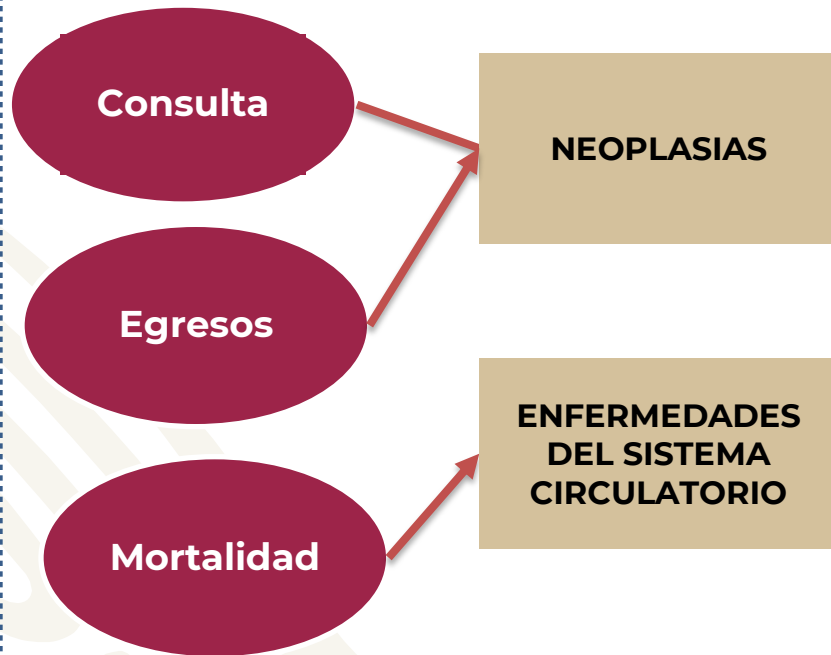 Consulta
NEOPLASIAS
Egresos
ENFERMEDADES
DEL SISTEMA
CIRCULATORIO
Mortalidad